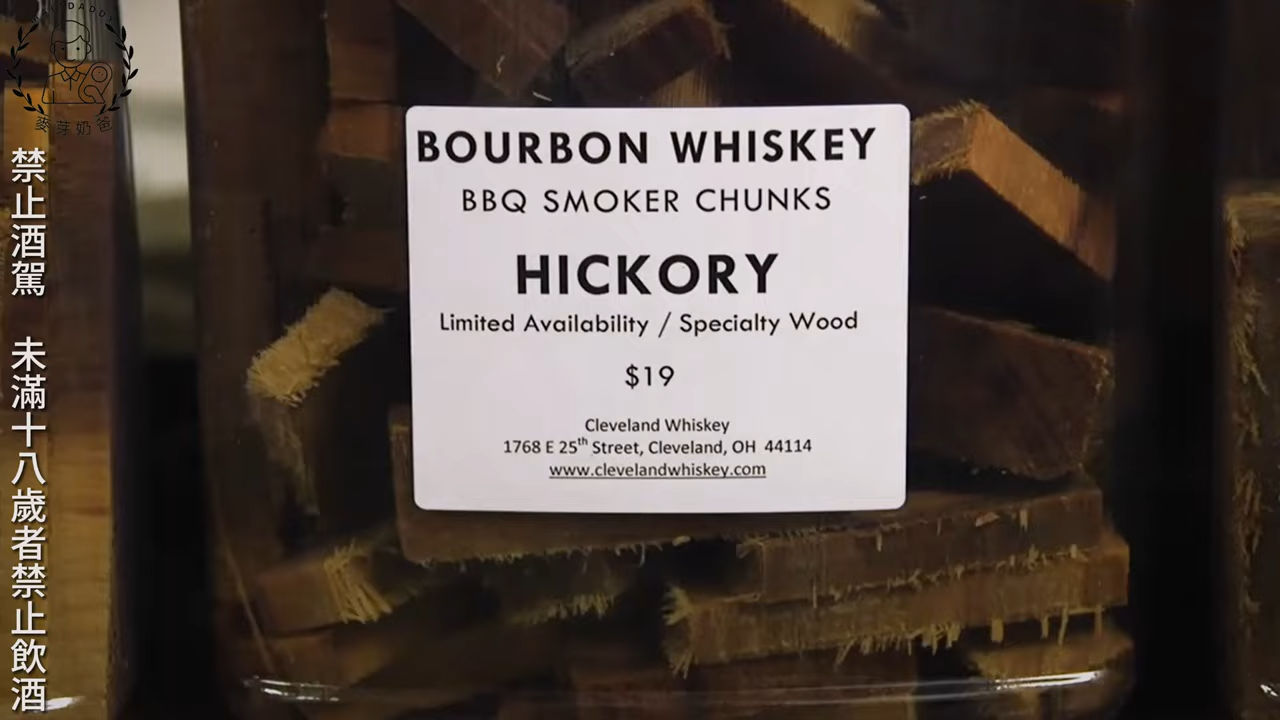 麥芽奶爸
禁止酒駕 未滿十八歲者禁止飲酒
BOURBON WHISKEY
BBQ SMOKER CHUNKS
HICKORY
Limited Availability / Specialty Wood
$19
Cleveland Whiskey
1768 E 25th Street, Cleveland, OH 44114
www.clevelandwhiskey.com